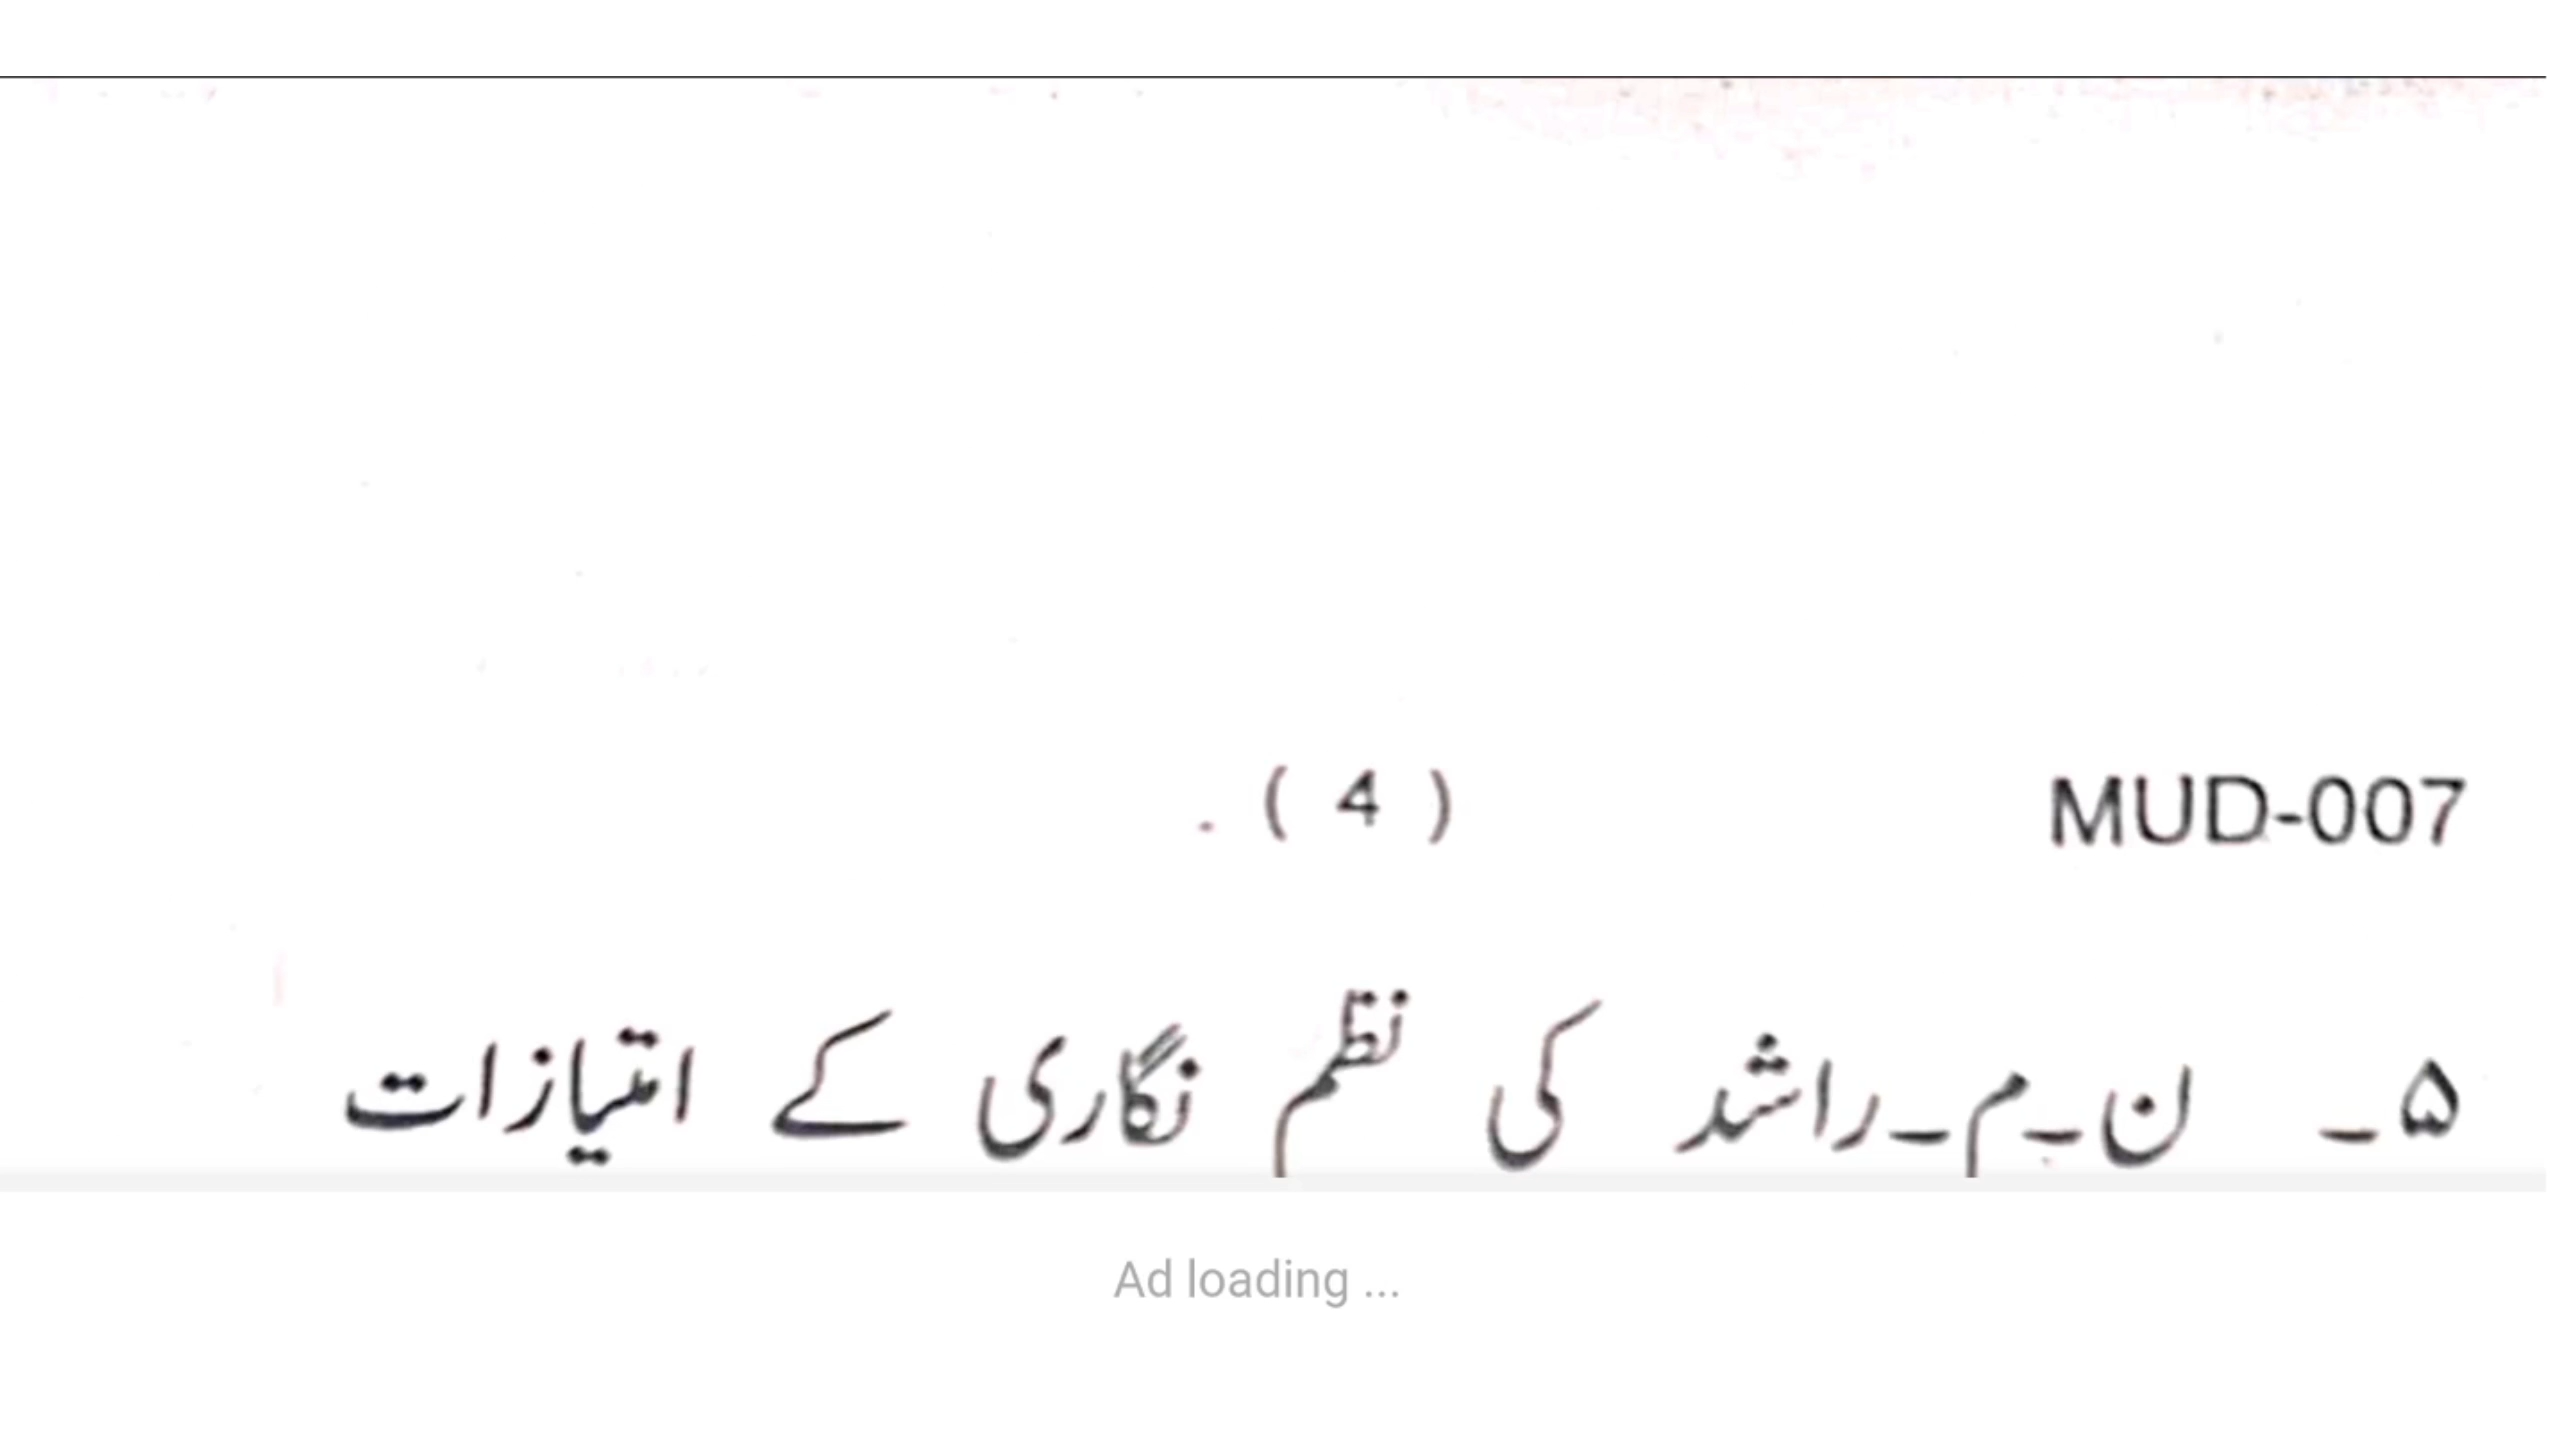 MUD-007 ( 4 ) .
۵۔ ن۔م۔راشد کی نظم نگاری کے امتیازات
Ad loading ...